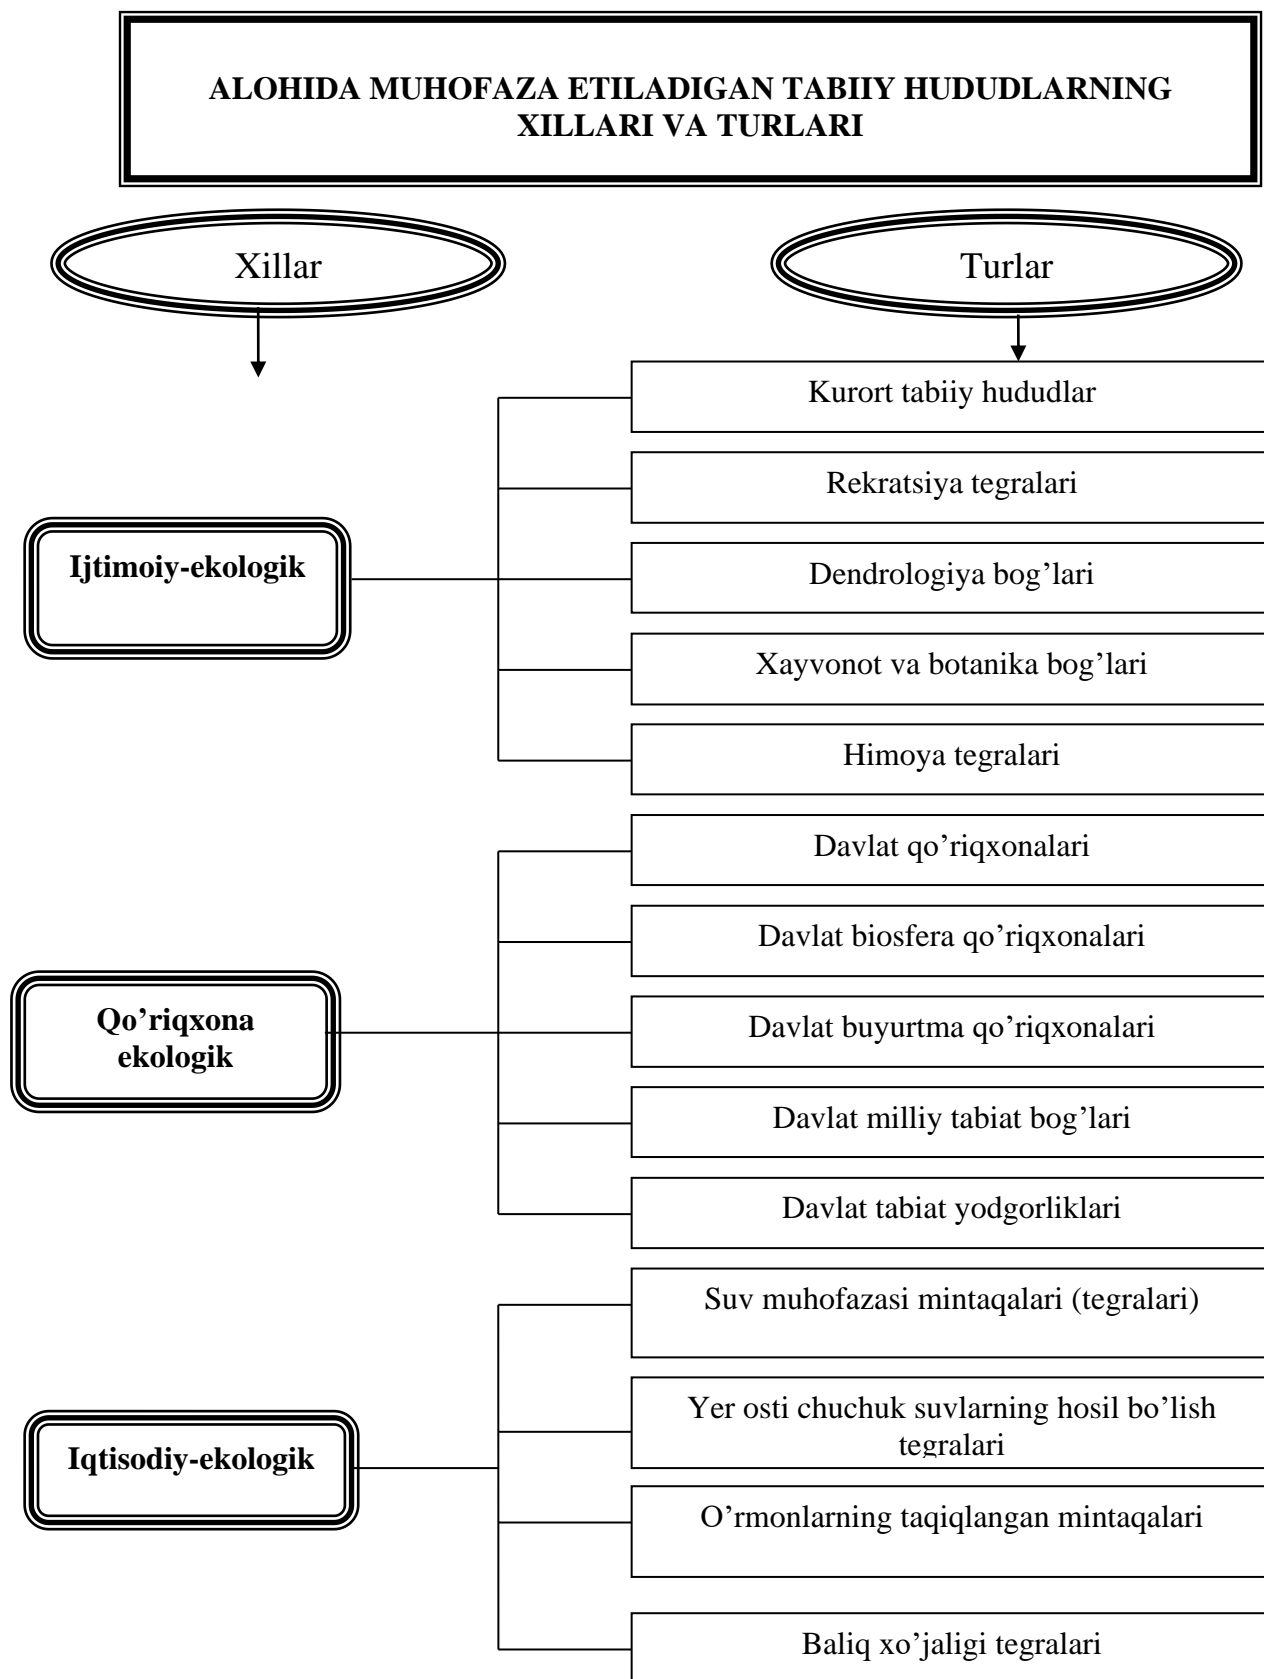 ALOHIDA MUHOFAZA ETILADIGAN TABIIY HUDUDLARNING
XILLARI VA TURLARI
Xillar
Turlar
Kurort tabiiy hududlar
Rekratsiya tegralari
Ijtimoiy-ekologik
Dendrologiya bog’lari
Xayvonot va botanika bog’lari
Himoya tegralari
Davlat qo’riqxonalari
Davlat biosfera qo’riqxonalari
Qo’riqxona
ekologik
Davlat buyurtma qo’riqxonalari
Davlat milliy tabiat bog’lari
Davlat tabiat yodgorliklari
Suv muhofazasi mintaqalari (tegralari)
Yer osti chuchuk suvlarning hosil bo’lish
tegralari
Iqtisodiy-ekologik
O’rmonlarning taqiqlangan mintaqalari
Baliq xo’jaligi tegralari